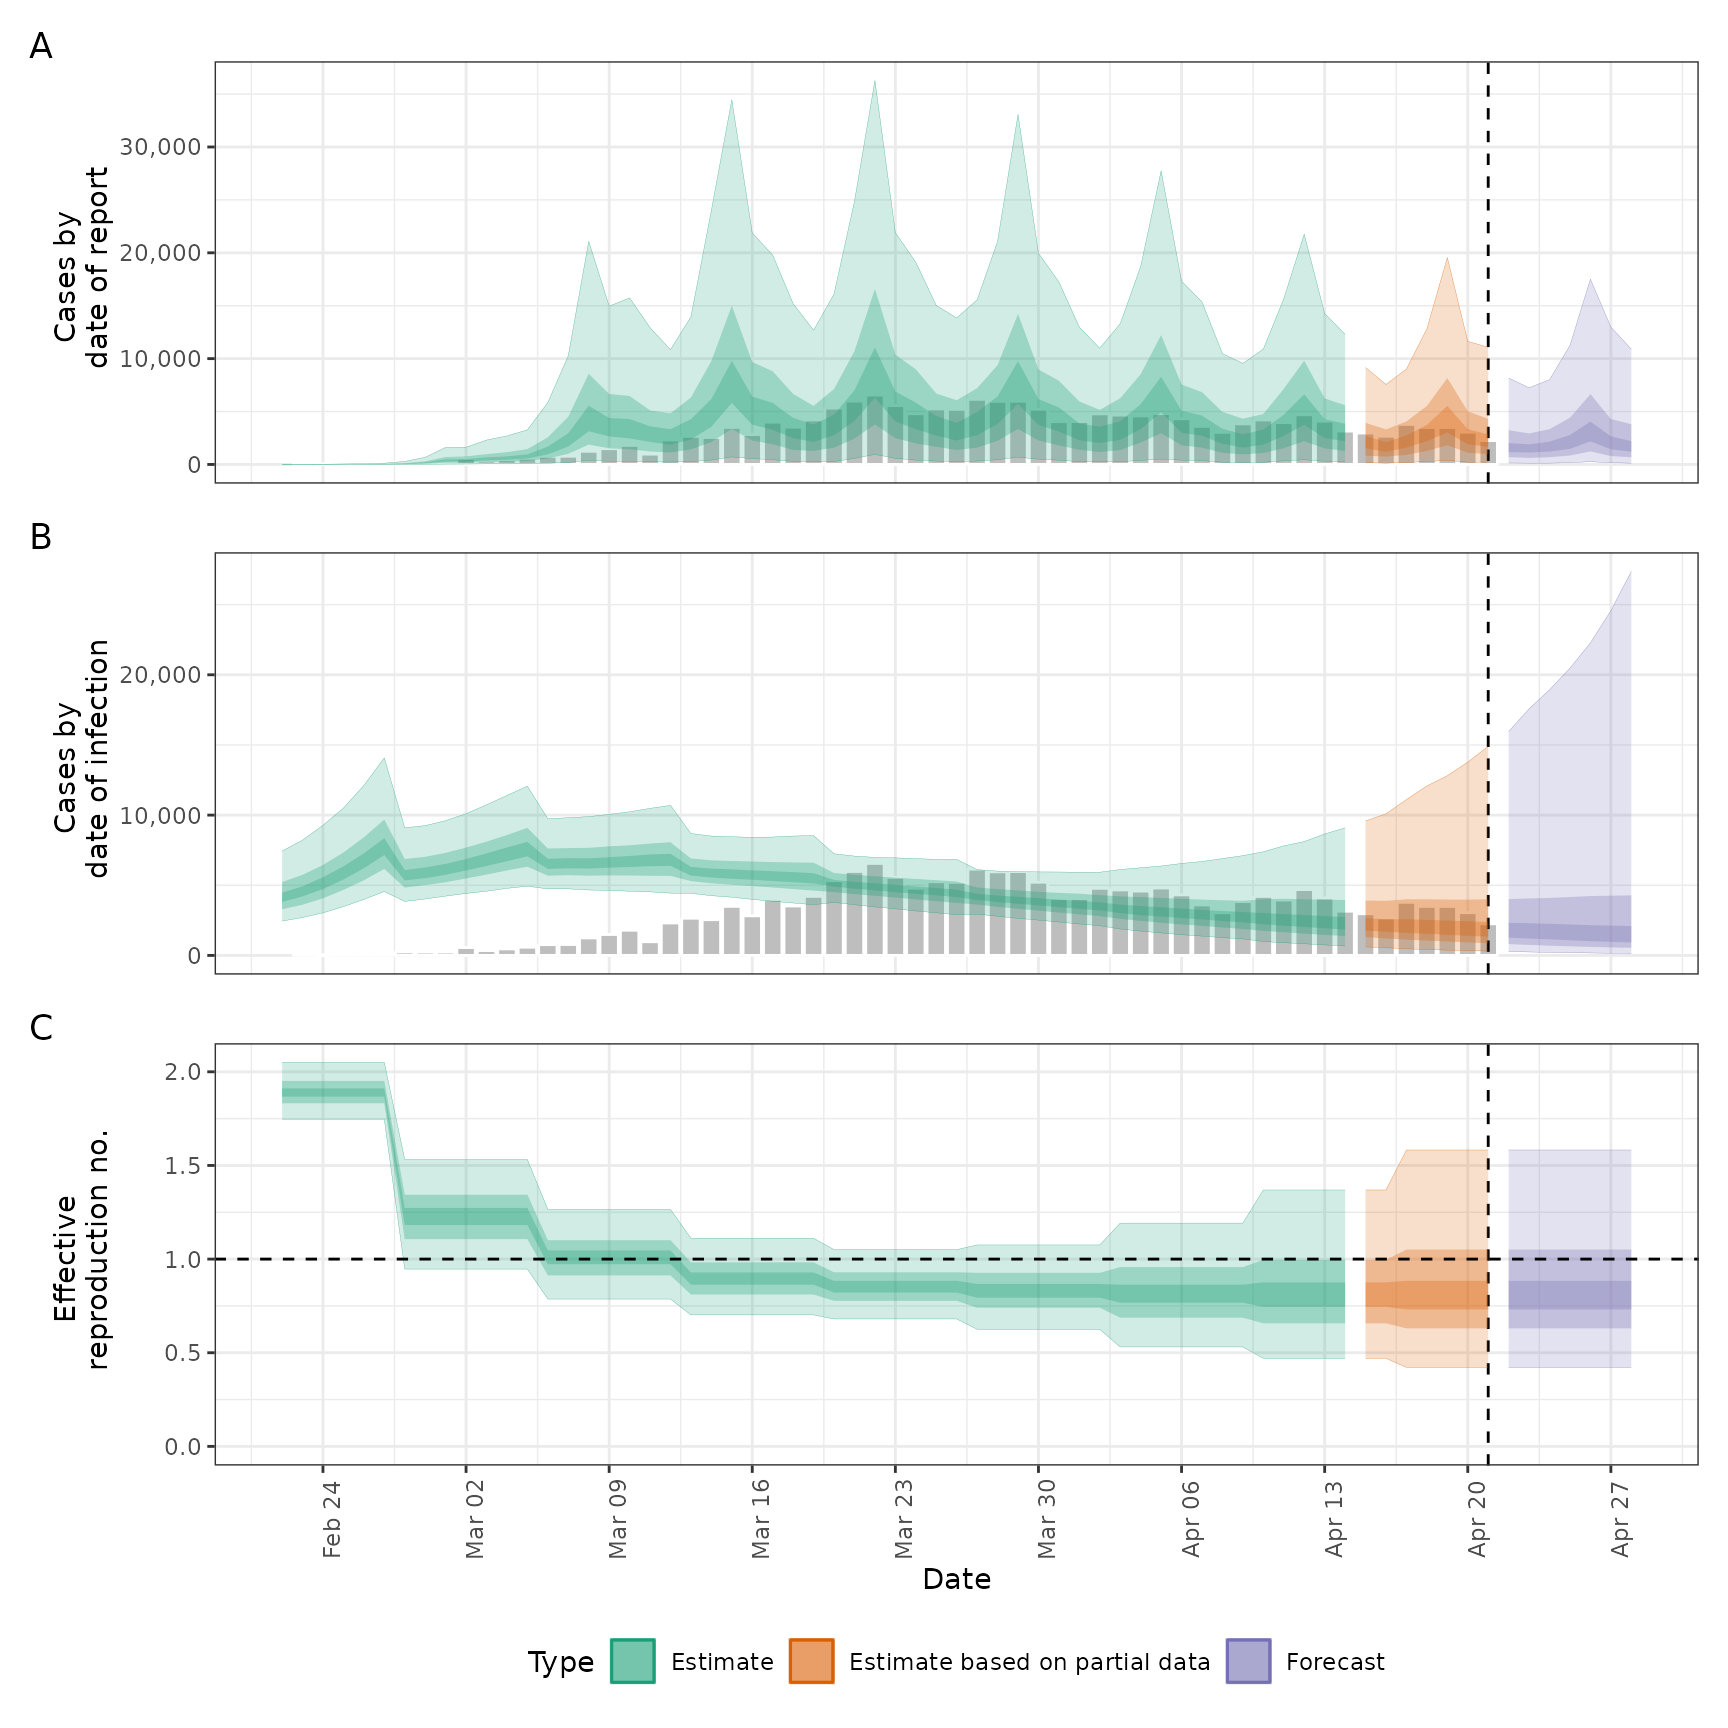 A
Cases by
date of report
30,000
20,000
10,000
0
B
Cases by
date of infection
20,000
10,000
0
C
Effective
reproduction no.
2.0
1.5
1.0
0.5
0.0
Feb 24
Mar 02
Mar 09
Mar 16
Mar 23
Mar 30
Apr 06
Apr 13
Apr 20
Apr 27
Date
Type
Estimate
Estimate based on partial data
Forecast